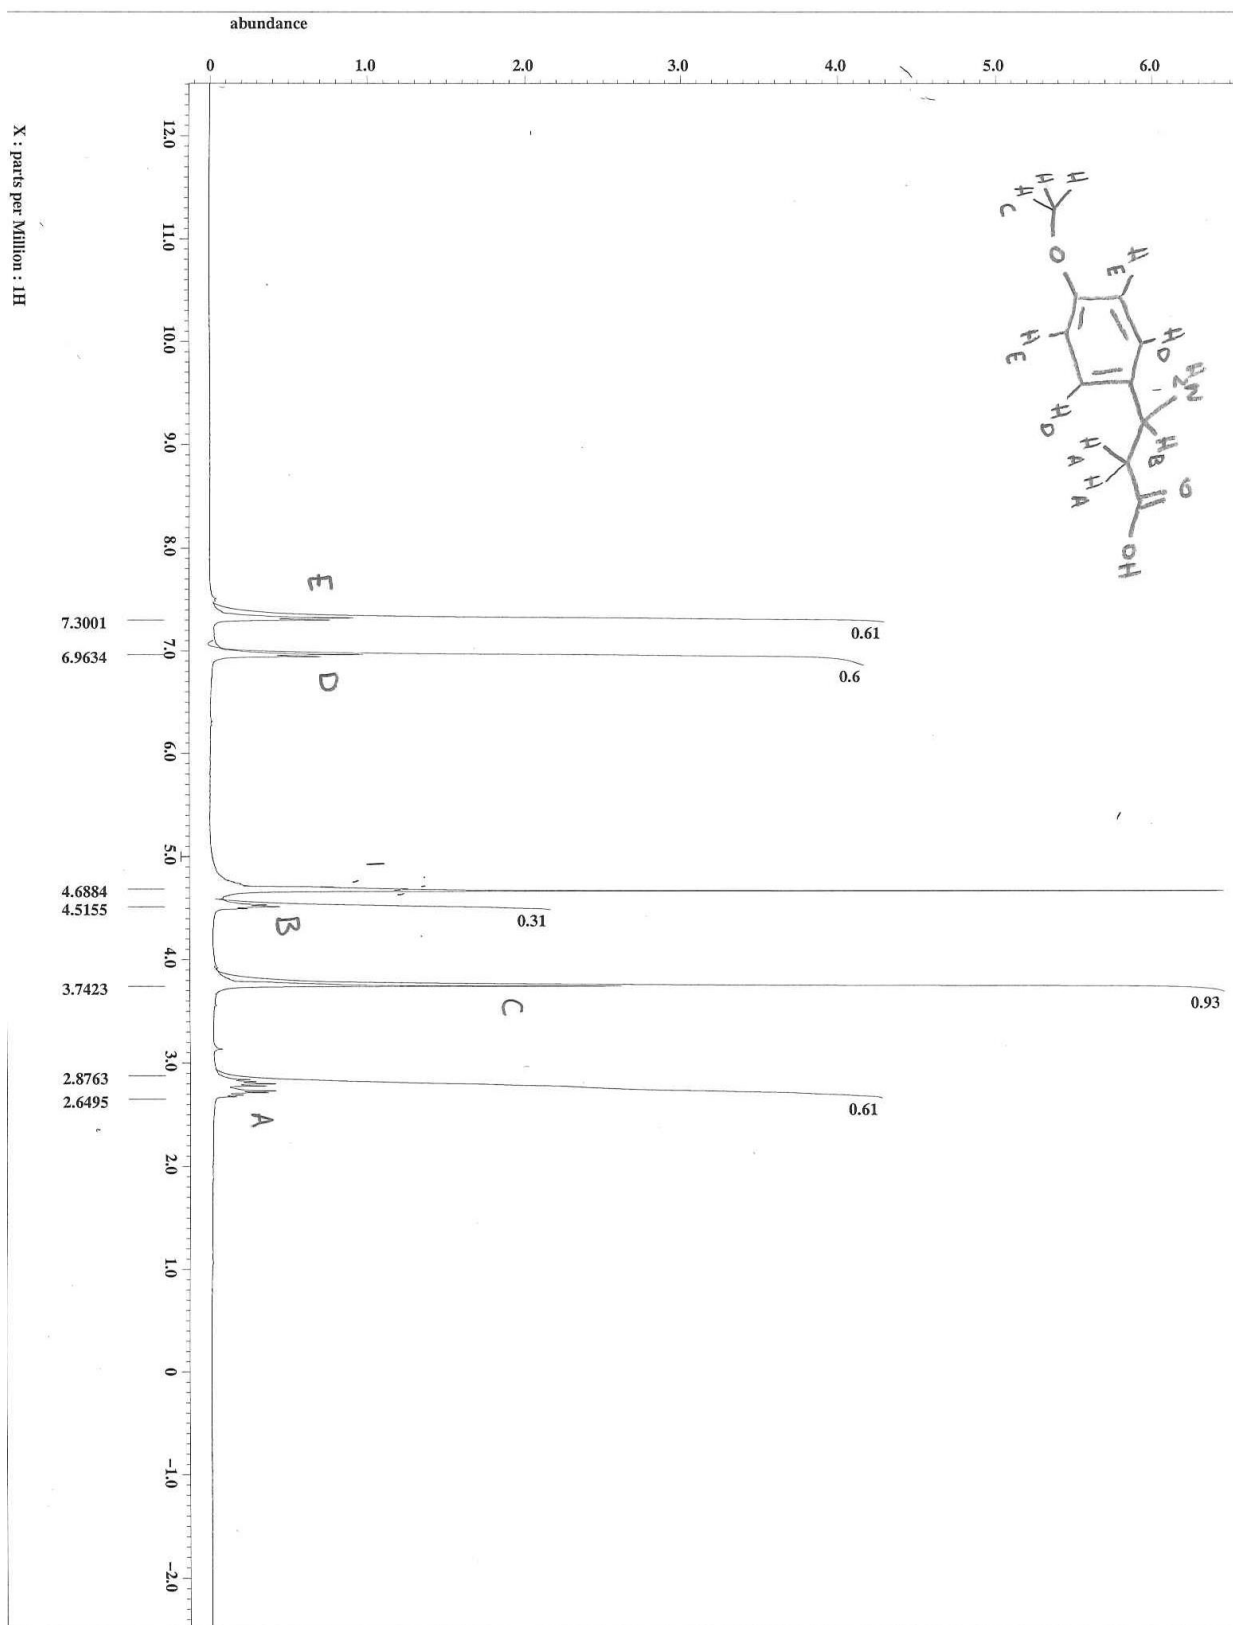 abundance
0 1.0 2.0 3.0 4.0 5.0 6.0
X : parts per Million : 1H
12.0 11.0 10.0 9.0 8.0 7.0 6.0 5.0 4.0 3.0 2.0 1.0 0 −1.0 −2.0
7.3001
6.9634
4.6884
4.5155
3.7423
2.8763
2.6495
0.61
0.6
0.31
0.93
0.61
E
D
B
C
A
H
H
H
C
O
H
E
H
E
H
D
H
D
H2N
H
B
H
A
H
A
O
OH